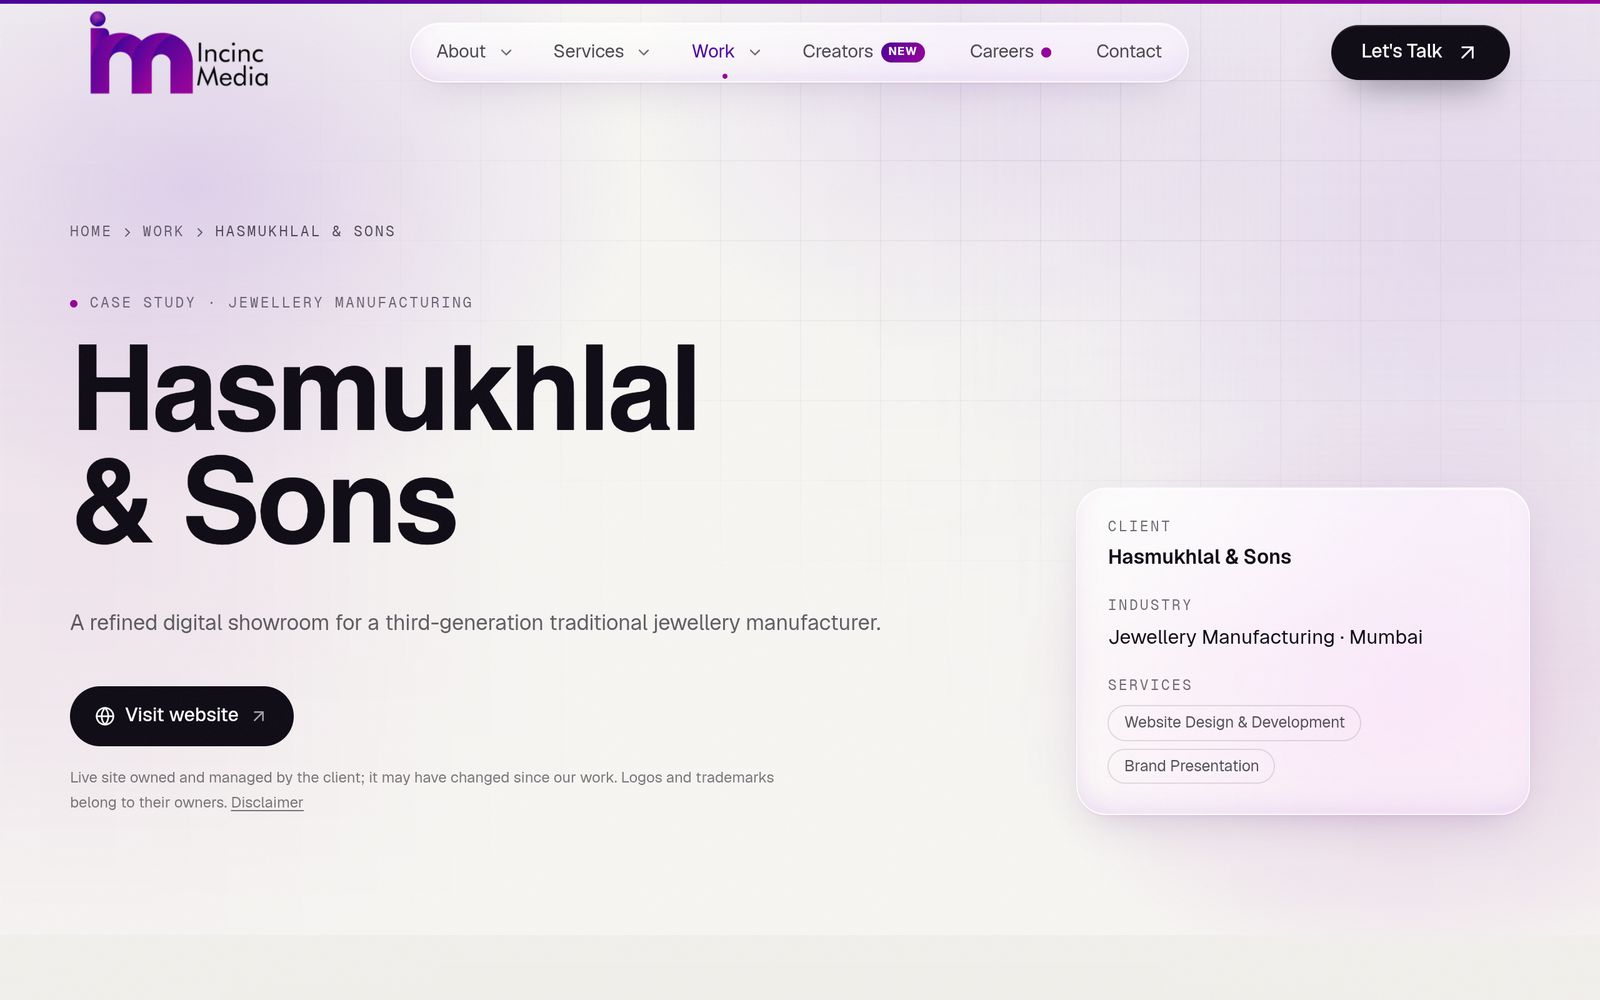 im Incinc
Media
About
Services
Work
Creators NEW
Careers
Contact
Let's Talk
HOME > WORK > HASMUKHLAL & SONS
CASE STUDY · JEWELLERY MANUFACTURING
Hasmukhlal
& Sons
A refined digital showroom for a third-generation traditional jewellery manufacturer.
Visit website
Live site owned and managed by the client; it may have changed since our work. Logos and trademarks
belong to their owners. Disclaimer
CLIENT
Hasmukhlal & Sons
INDUSTRY
Jewellery Manufacturing · Mumbai
SERVICES
Website Design & Development
Brand Presentation